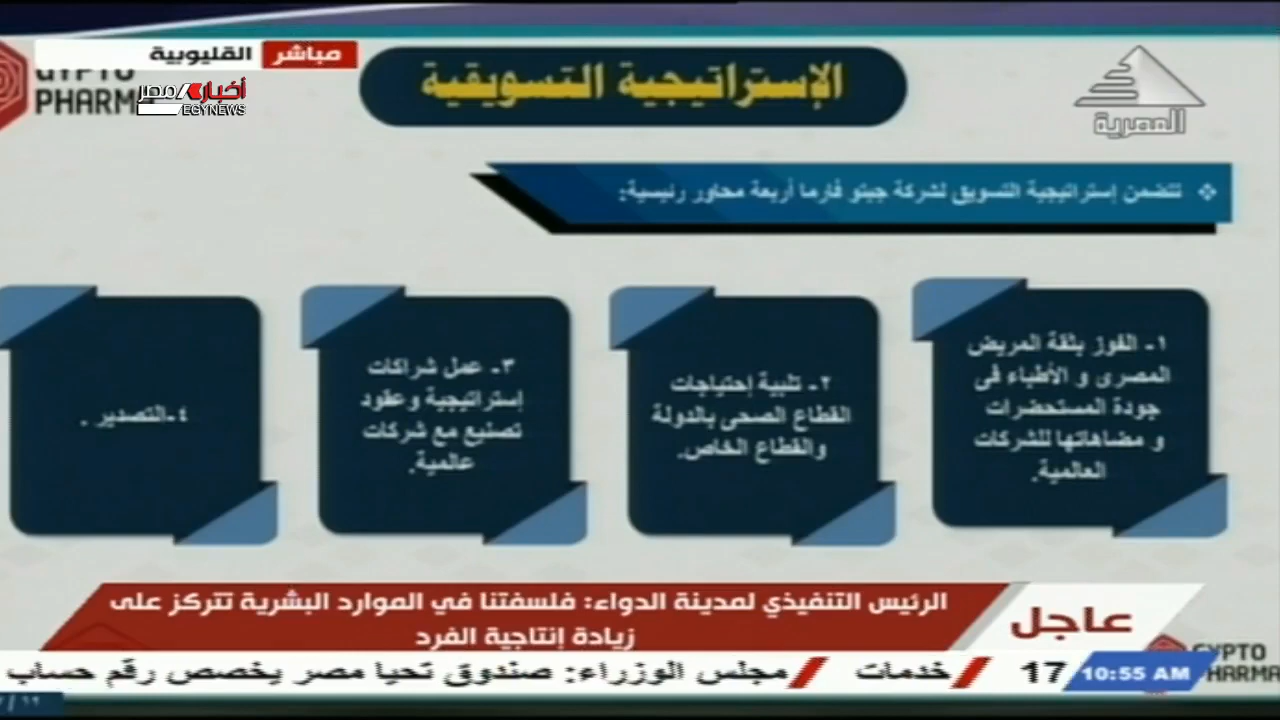 مباشر القليوبية
GYPTO
PHARMA
أخبار مصر
EGYNEWS
الإستراتيجية التسويقية
المصرية
تتضمن إستراتيجية التسويق لشركة جيتو فارما أربعة محاور رئيسية:
١- الفوز بثقة المريض
المصرى و الأطباء فى
جودة المستحضرات
و مضاهاتها للشركات
العالمية.
٢- تلبية إحتياجات
القطاع الصحى بالدولة
والقطاع الخاص.
٣- عمل شراكات
إستراتيجية وعقود
تصنيع مع شركات
عالمية.
٤-التصدير .
عاجل
الرئيس التنفيذي لمدينة الدواء: فلسفتنا في الموارد البشرية تتركز على
زيادة إنتاجية الفرد
GYPTO
PHARMA
10:55 AM
17 خدمات مجلس الوزراء: صندوق تحيا مصر يخصص رقم حساب